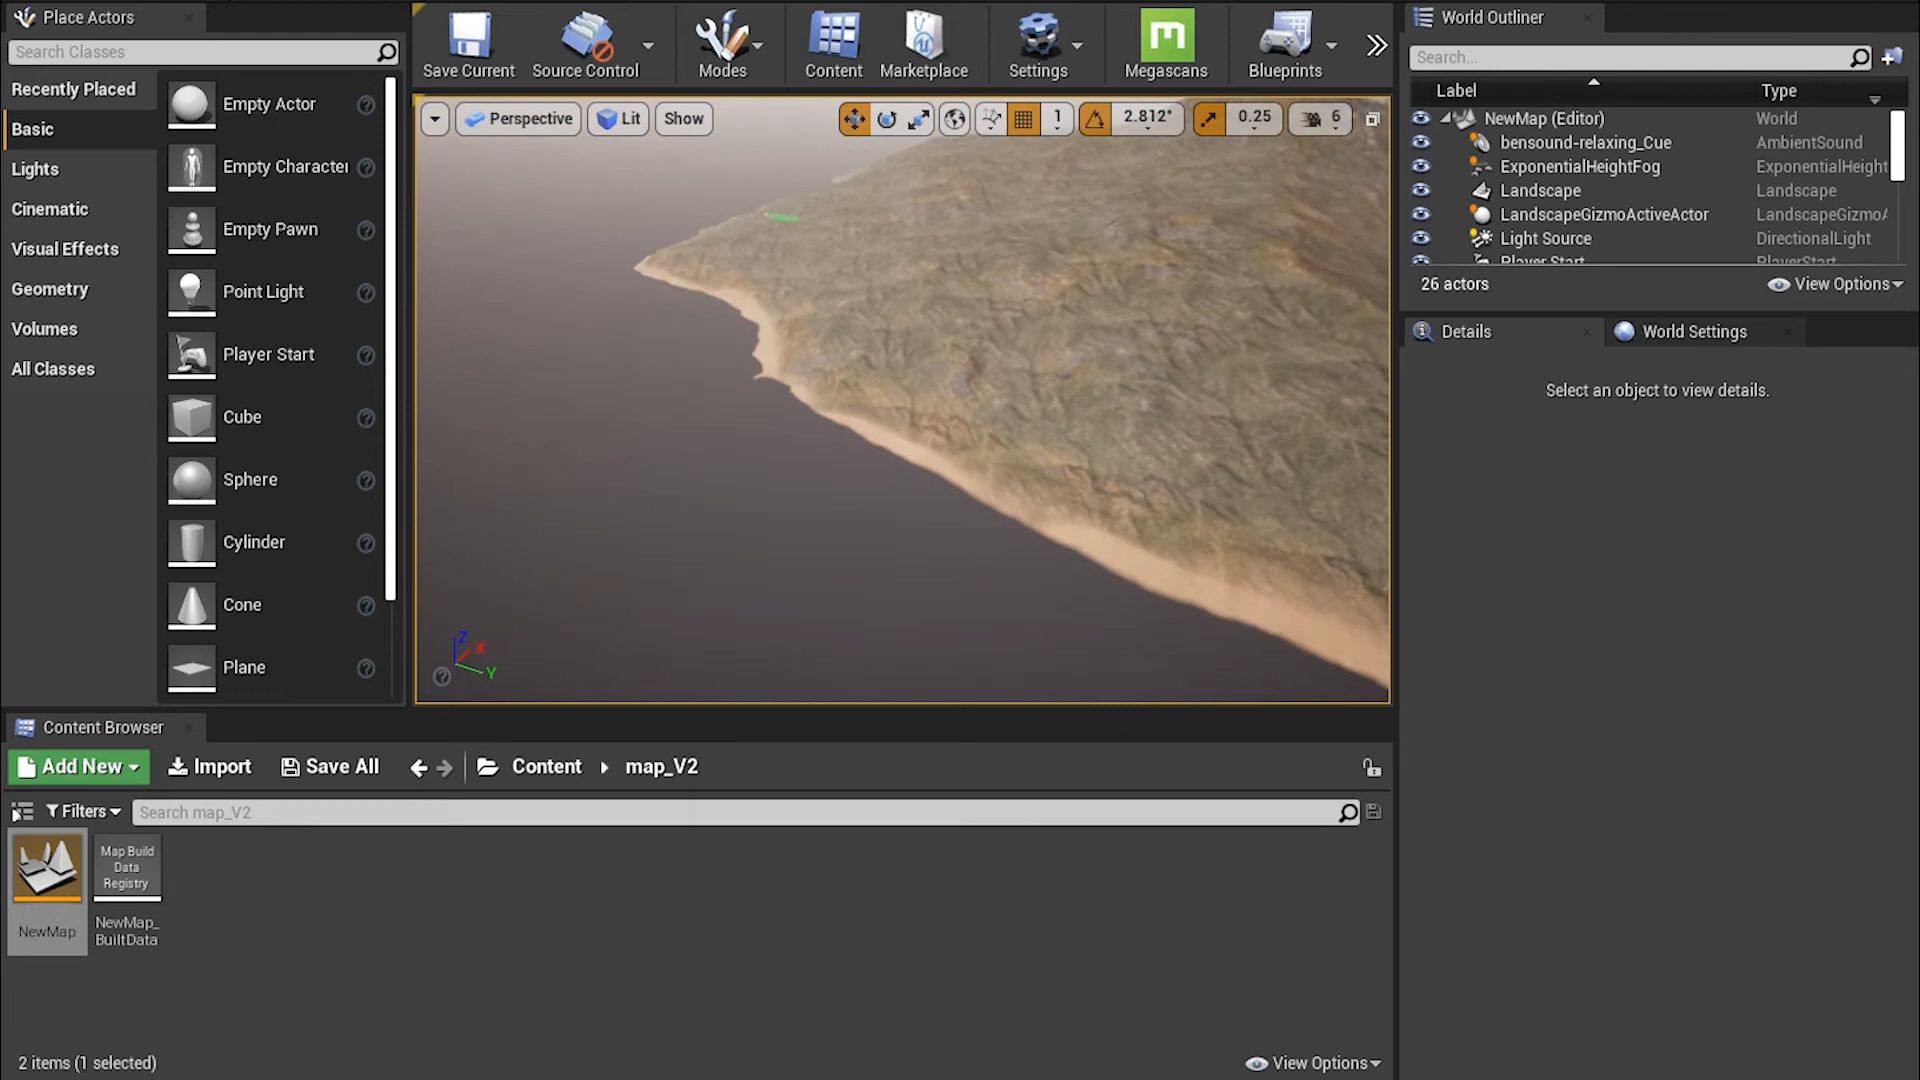 Place Actors
Search Classes
Recently Placed
Basic
Lights
Cinematic
Visual Effects
Geometry
Volumes
All Classes
Empty Actor
Empty Character
Empty Pawn
Point Light
Player Start
Cube
Sphere
Cylinder
Cone
Plane
Save Current
Source Control
Modes
Content
Marketplace
Settings
Megascans
Blueprints
Perspective
Lit
Show
1
2.812°
0.25
6
Z
X
Y
World Outliner
Search...
Label Type
NewMap (Editor) World
bensound-relaxing_Cue AmbientSound
ExponentialHeightFog ExponentialHeight
Landscape Landscape
LandscapeGizmoActiveActor LandscapeGizmoA
Light Source DirectionalLight
Player Start PlayerStart
26 actors
View Options
Details
World Settings
Select an object to view details.
Content Browser
Add New
Import
Save All
Content
map_V2
Filters
Search map_V2
NewMap
Map Build
Data
Registry
NewMap_
BuiltData
2 items (1 selected)
View Options